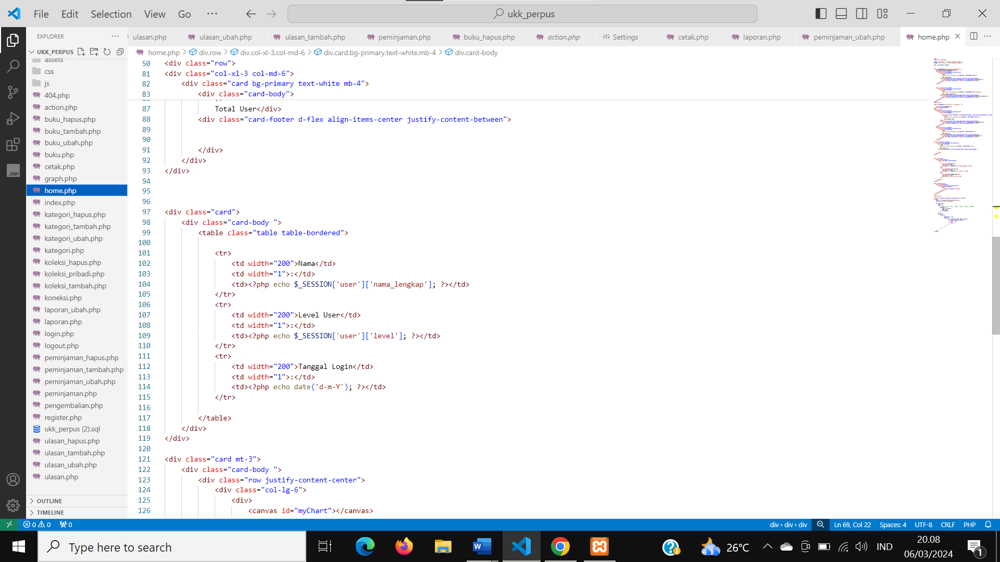 File Edit Selection View Go ··· ukk_perpus
EXPLORER ···
ulasan.php ulasan_ubah.php ulasan_tambah.php peminjaman.php buku_hapus.php action.php Settings cetak.php laporan.php peminjaman_ubah.php home.php ···
UKK_PERPUS
home.php > div.row > div.col-xl-3.col-md-6 > div.card.bg-primary.text-white.mb-4 > div.card-body
assets
css
js
404.php
action.php
buku_hapus.php
buku_tambah.php
buku_ubah.php
buku.php
cetak.php
graph.php
home.php
index.php
kategori_hapus.php
kategori_tambah.php
kategori_ubah.php
kategori.php
koleksi_hapus.php
koleksi_pribadi.php
koleksi_tambah.php
koneksi.php
laporan_ubah.php
laporan.php
login.php
logout.php
peminjaman_hapus.php
peminjaman_tambah.php
peminjaman_ubah.php
peminjaman.php
pengembalian.php
register.php
ukk_perpus (2).sql
ulasan_hapus.php
ulasan_tambah.php
ulasan_ubah.php
ulasan.php
OUTLINE
TIMELINE
.ENV
50 <div class="row">
81 <div class="col-xl-3 col-md-6">
82 <div class="card bg-primary text-white mb-4">
83 <div class="card-body">
87 Total User</div>
88 <div class="card-footer d-flex align-items-center justify-content-between">
89
90
91 </div>
92 </div>
93 </div>
94
95
96
97 <div class="card">
98 <div class="card-body ">
99 <table class="table table-bordered">
100
101 <tr>
102 <td width="200">Nama</td>
103 <td width="1">:</td>
104 <td><?php echo $_SESSION['user']['nama_lengkap']; ?></td>
105 </tr>
106 <tr>
107 <td width="200">Level User</td>
108 <td width="1">:</td>
109 <td><?php echo $_SESSION['user']['level']; ?></td>
110 </tr>
111 <tr>
112 <td width="200">Tanggal Login</td>
113 <td width="1">:</td>
114 <td><?php echo date('d-m-Y'); ?></td>
115 </tr>
116
117 </table>
118 </div>
119 </div>
120
121 <div class="card mt-3">
122 <div class="card-body ">
123 <div class="row justify-content-center">
124 <div class="col-lg-6">
125 <div>
126 <canvas id="myChart"></canvas>
0 0 0 div › div › div Ln 69, Col 22 Spaces: 4 UTF-8 CRLF PHP
Type here to search 26°C IND 20.08
06/03/2024 1